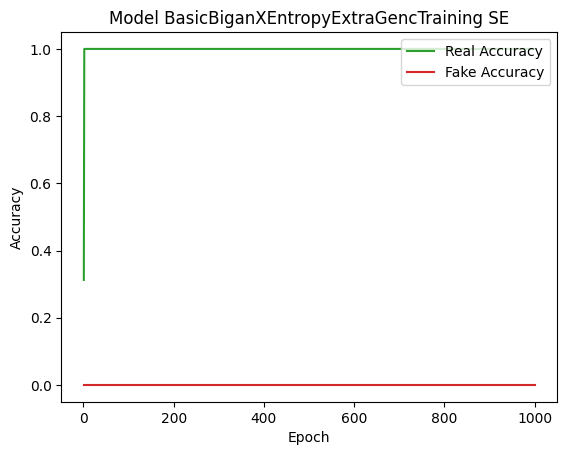 Model BasicBiganXEntropyExtraGencTraining SE
Real Accuracy
Fake Accuracy
1.0
0.8
0.6
0.4
0.2
0.0
Accuracy
0 200 400 600 800 1000
Epoch